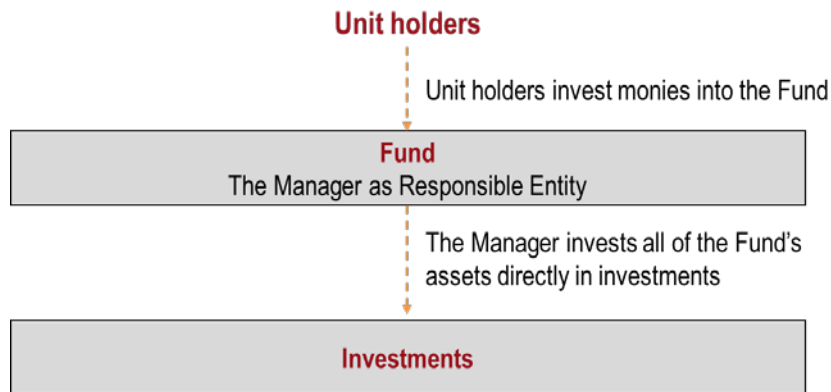 Unit holders
Unit holders invest monies into the Fund
Fund
The Manager as Responsible Entity
The Manager invests all of the Fund's
assets directly in investments
Investments